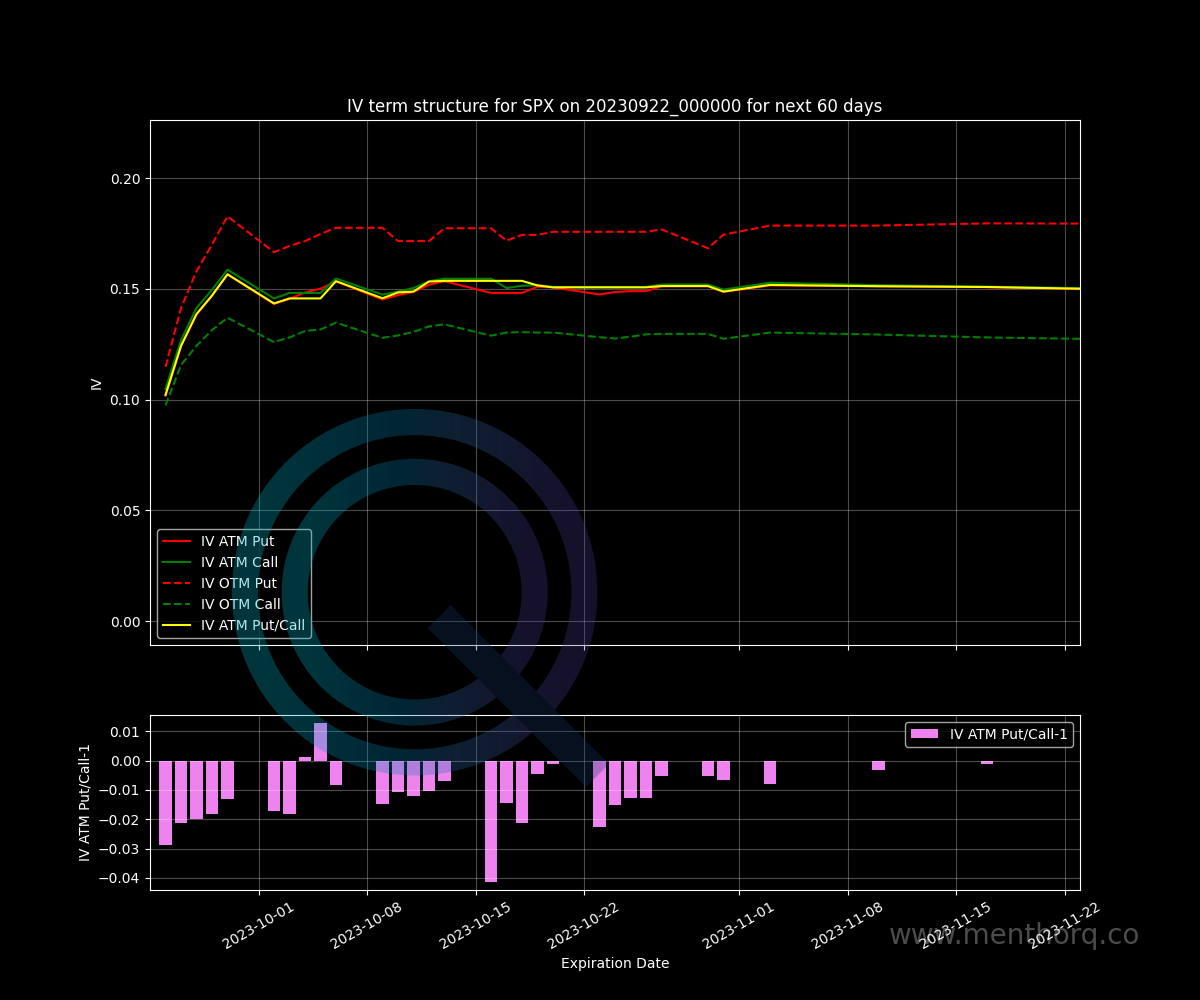 IV term structure for SPX on 20230922_000000 for next 60 days
0.20
0.15
0.10
0.05
0.00
IV
IV ATM Put
IV ATM Call
IV OTM Put
IV OTM Call
IV ATM Put/Call
0.01
0.00
−0.01
−0.02
−0.03
−0.04
IV ATM Put/Call-1
IV ATM Put/Call-1
2023-10-01
2023-10-08
2023-10-15
2023-10-22
2023-11-01
2023-11-08
2023-11-15
2023-11-22
www.menthorq.co
Expiration Date